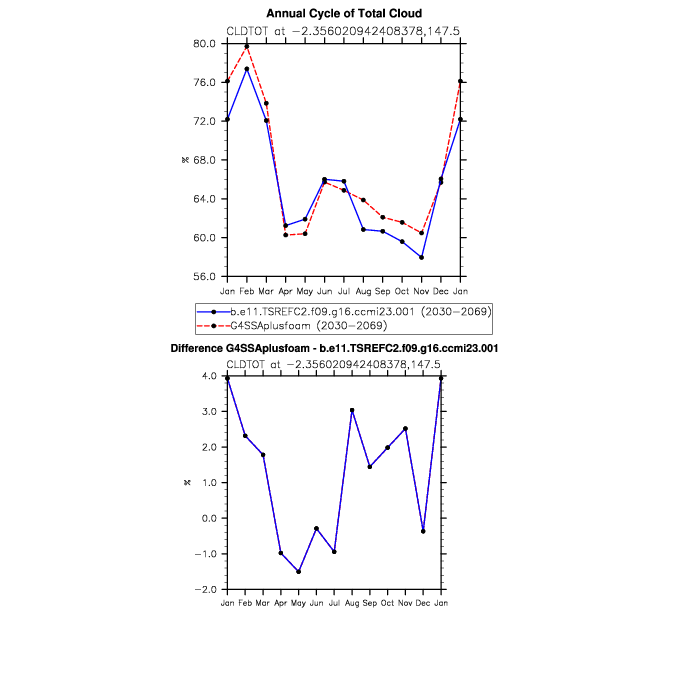 Annual Cycle of Total Cloud
CLDTOT at −2.356020942408378,147.5
80.0
76.0
72.0
68.0
64.0
60.0
56.0
%
Jan Feb Mar Apr May Jun Jul Aug Sep Oct Nov Dec Jan
b.e11.TSREFC2.f09.g16.ccmi23.001 (2030−2069)
G4SSAplusfoam (2030−2069)
Difference G4SSAplusfoam - b.e11.TSREFC2.f09.g16.ccmi23.001
CLDTOT at −2.356020942408378,147.5
4.0
3.0
2.0
1.0
0.0
−1.0
−2.0
%
Jan Feb Mar Apr May Jun Jul Aug Sep Oct Nov Dec Jan